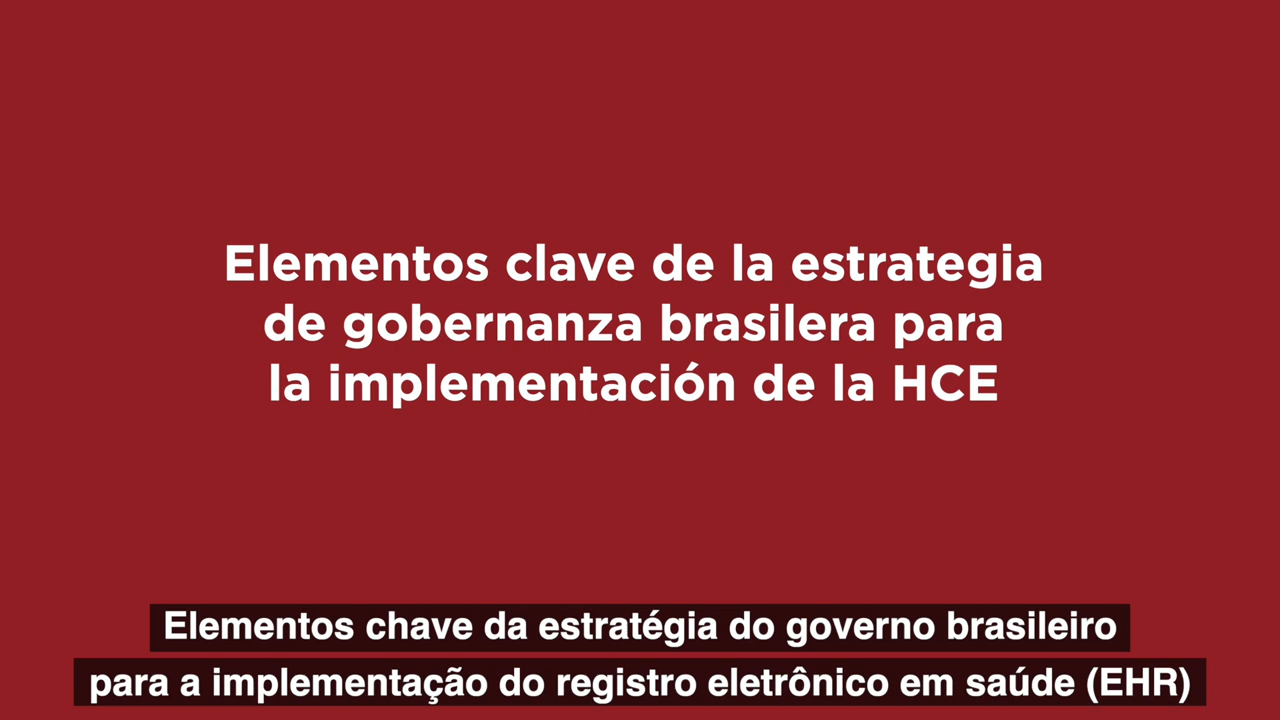 Elementos clave de la estrategia
de gobernanza brasilera para
la implementación de la HCE
Elementos chave da estratégia do governo brasileiro
para a implementação do registro eletrônico em saúde (EHR)